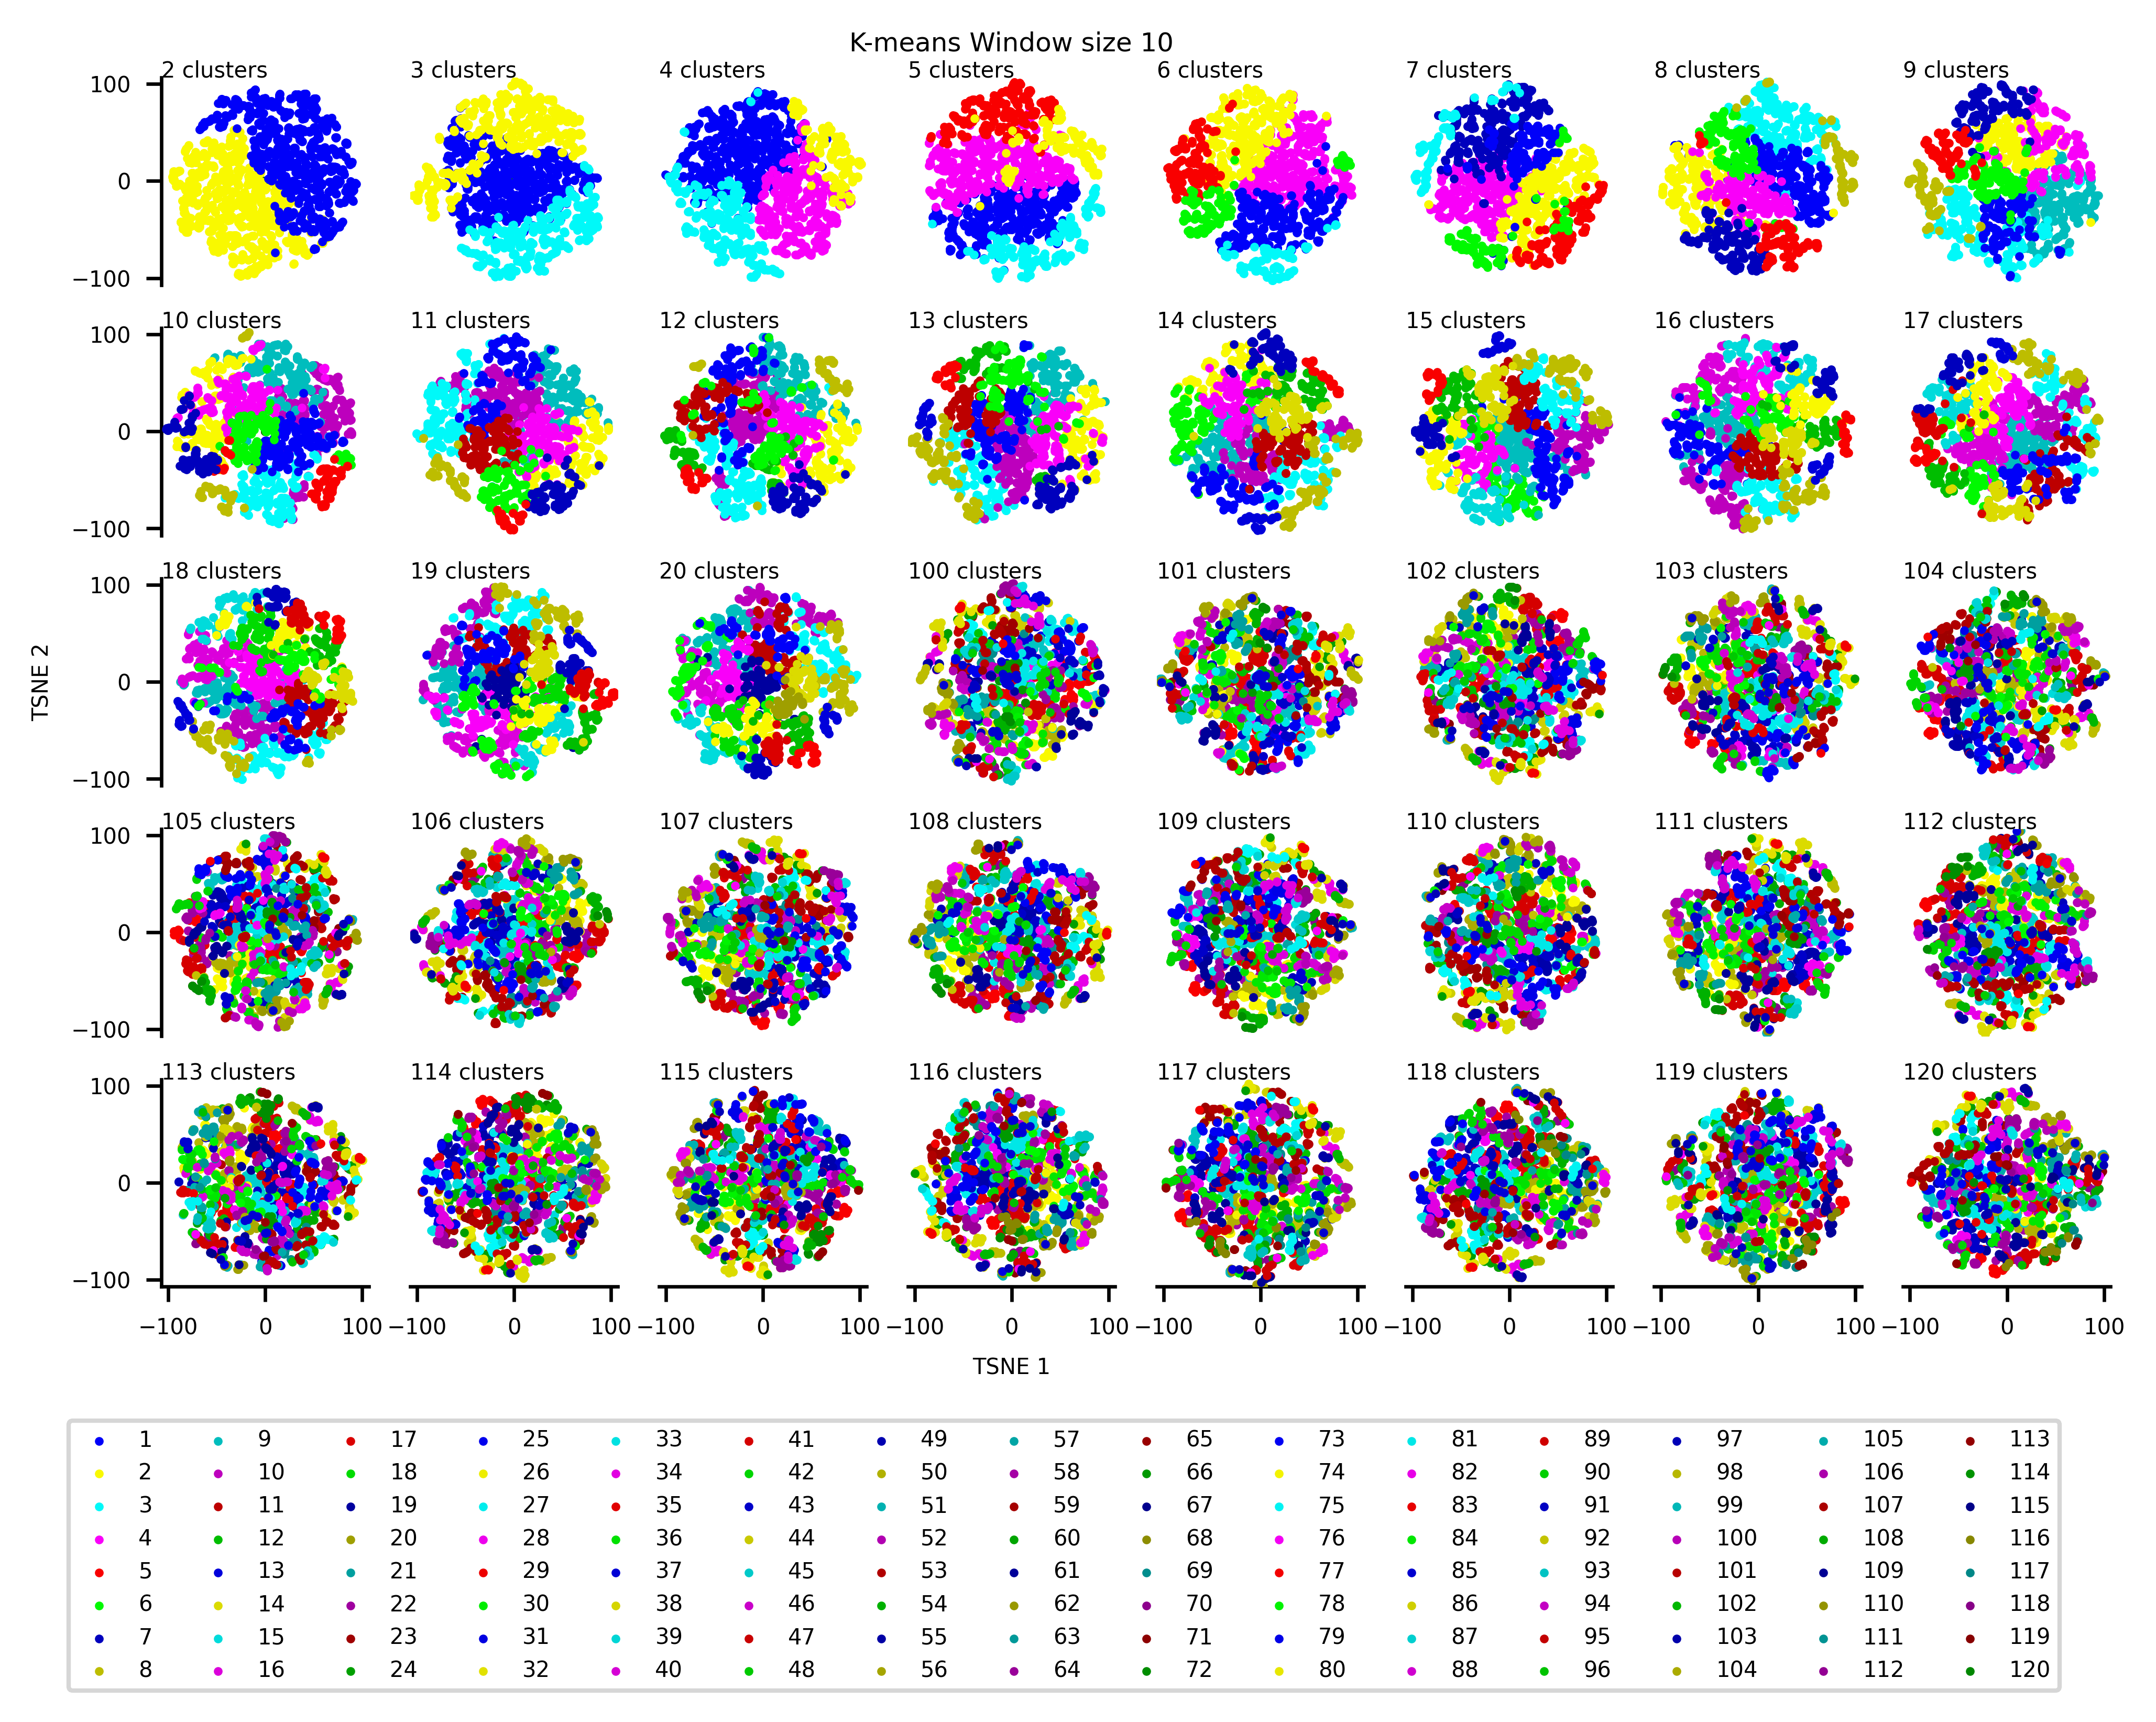 K-means Window size 10
2 clusters 3 clusters 4 clusters 5 clusters 6 clusters 7 clusters 8 clusters 9 clusters
100
0
−100
10 clusters 11 clusters 12 clusters 13 clusters 14 clusters 15 clusters 16 clusters 17 clusters
100
0
−100
18 clusters 19 clusters 20 clusters 100 clusters 101 clusters 102 clusters 103 clusters 104 clusters
100
0
−100
TSNE 2
105 clusters 106 clusters 107 clusters 108 clusters 109 clusters 110 clusters 111 clusters 112 clusters
100
0
−100
113 clusters 114 clusters 115 clusters 116 clusters 117 clusters 118 clusters 119 clusters 120 clusters
100
0
−100
−100 0 100 −100 0 100 −100 0 100 −100 0 100 −100 0 100 −100 0 100 −100 0 100 −100 0 100
TSNE 1
1 9 17 25 33 41 49 57 65 73 81 89 97 105 113
2 10 18 26 34 42 50 58 66 74 82 90 98 106 114
3 11 19 27 35 43 51 59 67 75 83 91 99 107 115
4 12 20 28 36 44 52 60 68 76 84 92 100 108 116
5 13 21 29 37 45 53 61 69 77 85 93 101 109 117
6 14 22 30 38 46 54 62 70 78 86 94 102 110 118
7 15 23 31 39 47 55 63 71 79 87 95 103 111 119
8 16 24 32 40 48 56 64 72 80 88 96 104 112 120